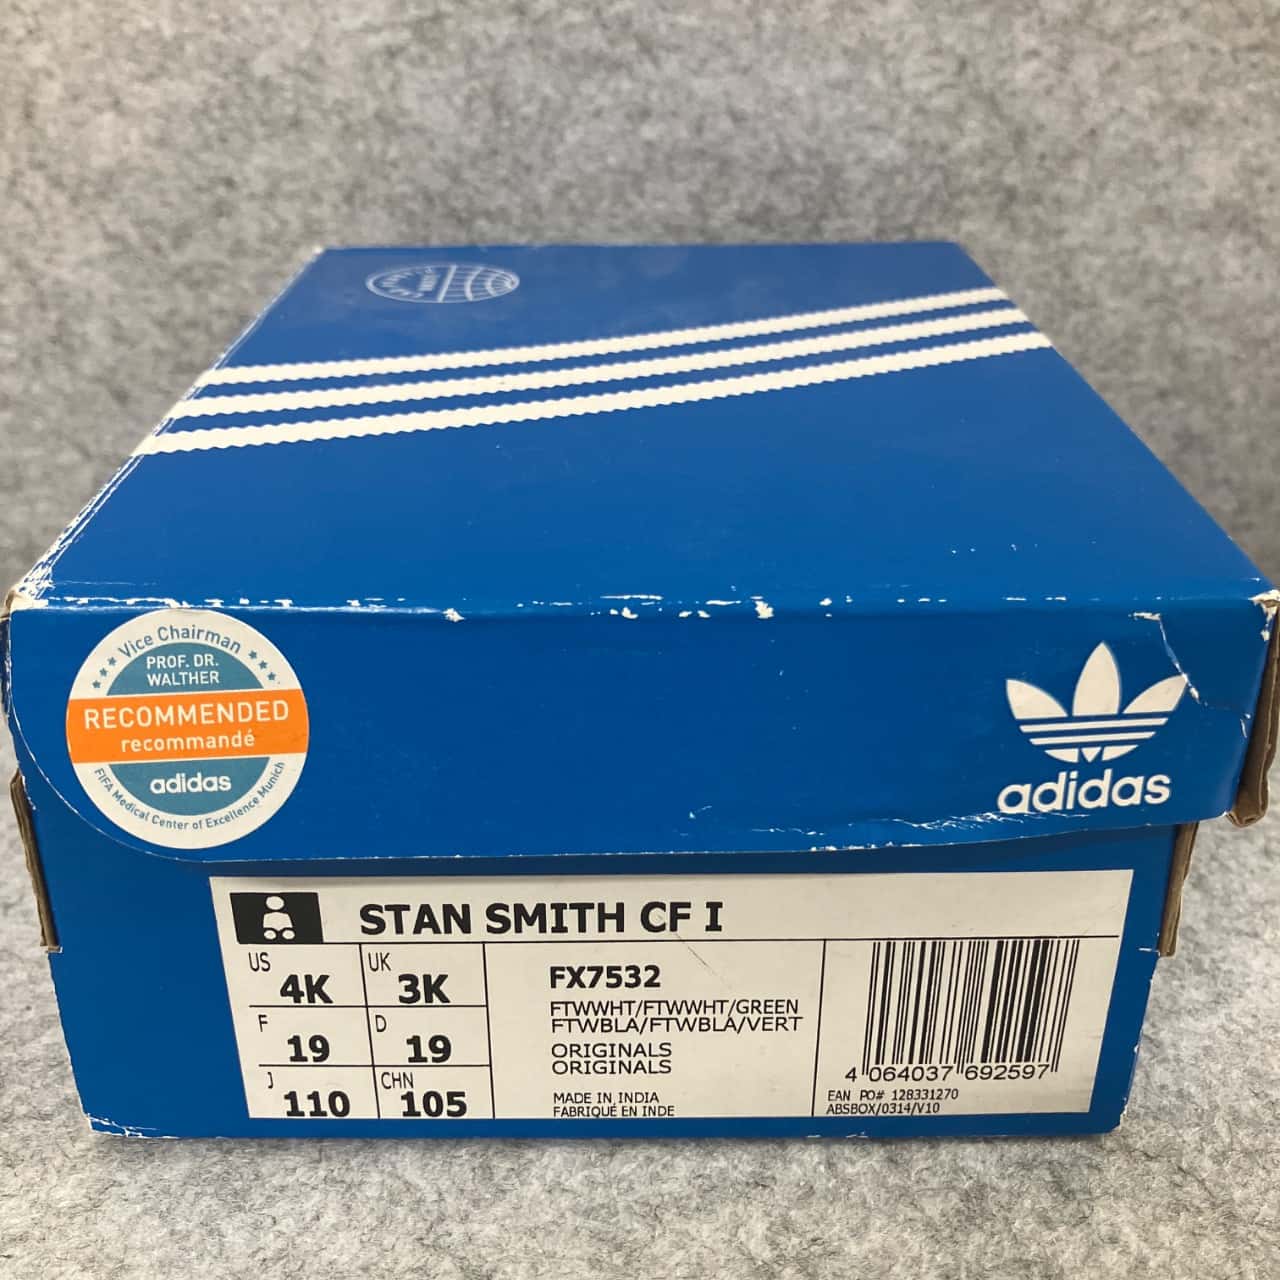 Vice Chairman
PROF. DR.
WALTHER
RECOMMENDED
recommandé
adidas
FIFA Medical Center of Excellence Munich
adidas
STAN SMITH CF I
US
4K
UK
3K
F
19
D
19
J
110
CHN
105
FX7532
FTWWHT/FTWWHT/GREEN
FTWBLA/FTWBLA/VERT
ORIGINALS
ORIGINALS
MADE IN INDIA
FABRIQUÉ EN INDE
4 064037 692597
EAN PO# 128331270
ABSBOX/0314/V10